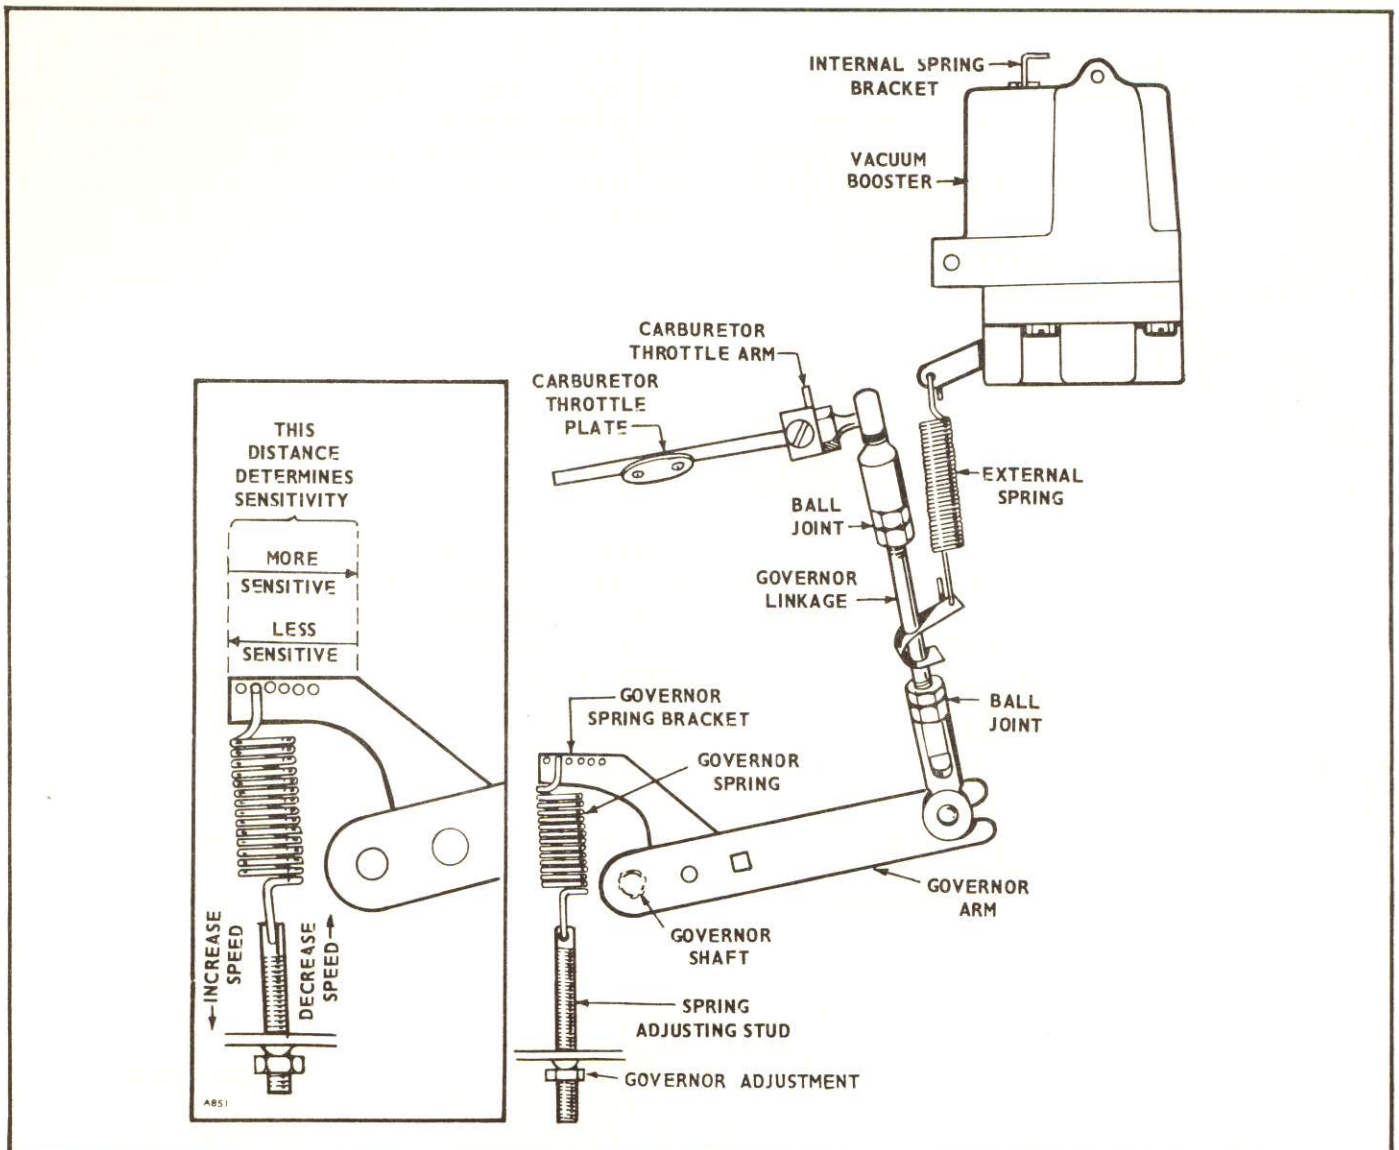 INTERNAL SPRING
BRACKET
VACUUM
BOOSTER
CARBURETOR
THROTTLE ARM
CARBURETOR
THROTTLE
PLATE
EXTERNAL
SPRING
BALL
JOINT
GOVERNOR
LINKAGE
BALL
JOINT
GOVERNOR
SPRING BRACKET
GOVERNOR
SPRING
GOVERNOR
ARM
GOVERNOR
SHAFT
SPRING
ADJUSTING STUD
GOVERNOR ADJUSTMENT
THIS
DISTANCE
DETERMINES
SENSITIVITY
MORE
SENSITIVE
LESS
SENSITIVE
INCREASE
SPEED
DECREASE
SPEED
A851